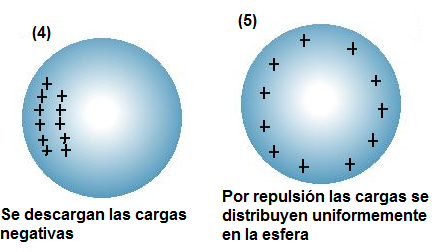 (4)
Se descargan las cargas
negativas
(5)
Por repulsión las cargas se
distribuyen uniformemente
en la esfera